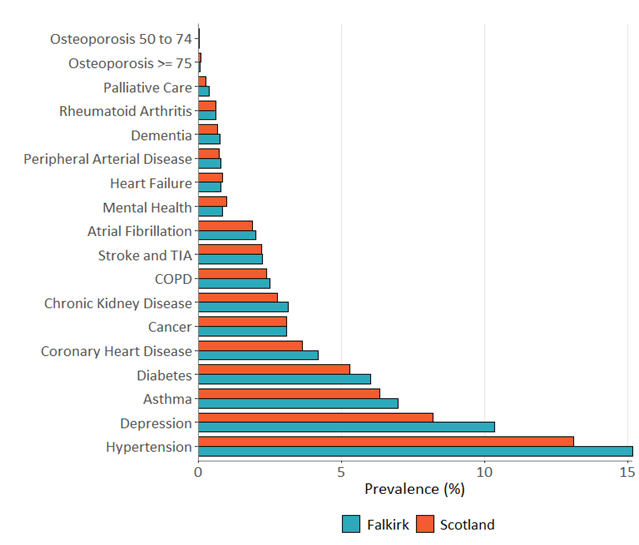 Osteoporosis 50 to 74
Osteoporosis >= 75
Palliative Care
Rheumatoid Arthritis
Dementia
Peripheral Arterial Disease
Heart Failure
Mental Health
Atrial Fibrillation
Stroke and TIA
COPD
Chronic Kidney Disease
Cancer
Coronary Heart Disease
Diabetes
Asthma
Depression
Hypertension
0 5 10 15
Prevalence (%)
Falkirk Scotland